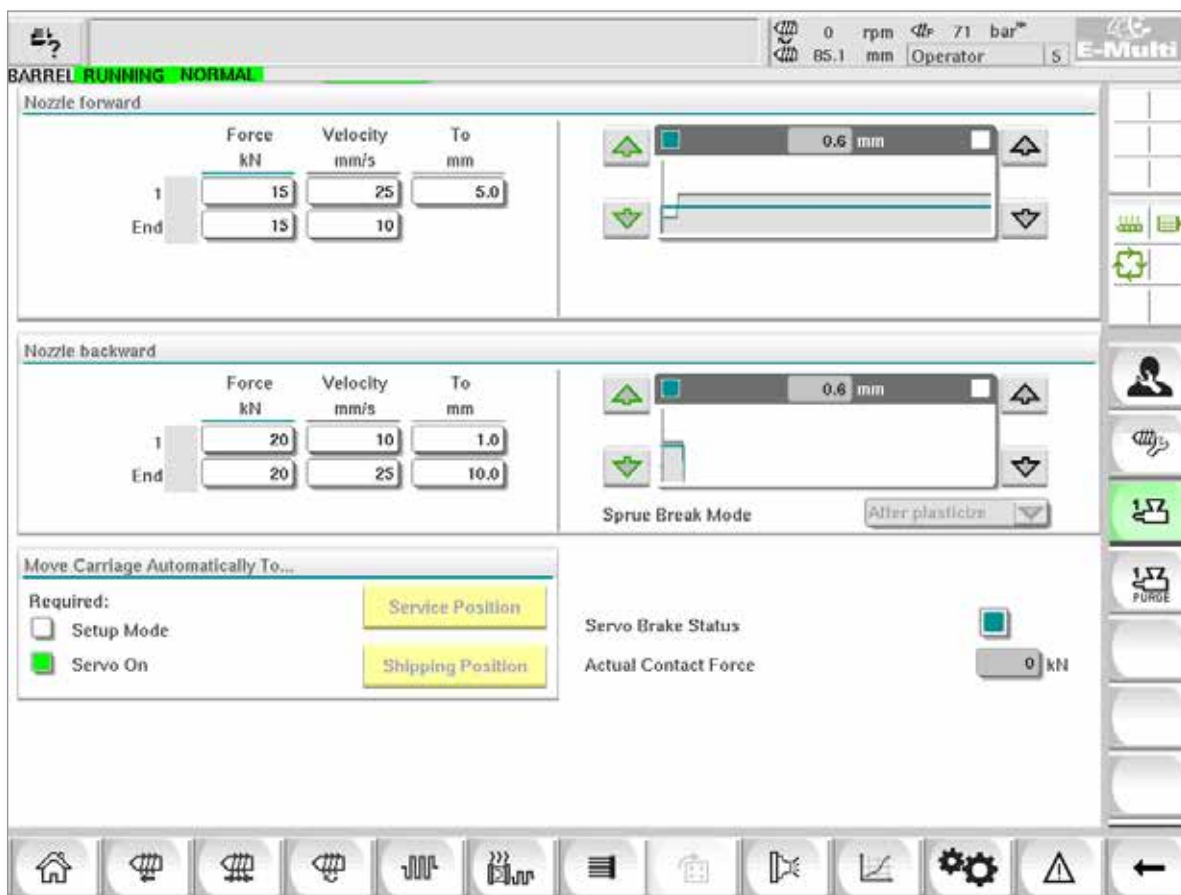 0 rpm 71 bar
85.1 mm Operator S
E-Multi
BARREL RUNNING NORMAL
Nozzle forward
Force Velocity To
kN mm/s mm
1 15 25 5.0
End 15 10
0.6 mm
Nozzle backward
Force Velocity To
kN mm/s mm
1 20 10 1.0
End 20 25 10.0
0.6 mm
Sprue Break Mode After plasticize
Move Carriage Automatically To...
Required:
Setup Mode
Servo On
Service Position
Shipping Position
Servo Brake Status
Actual Contact Force 0 kN
PURGE